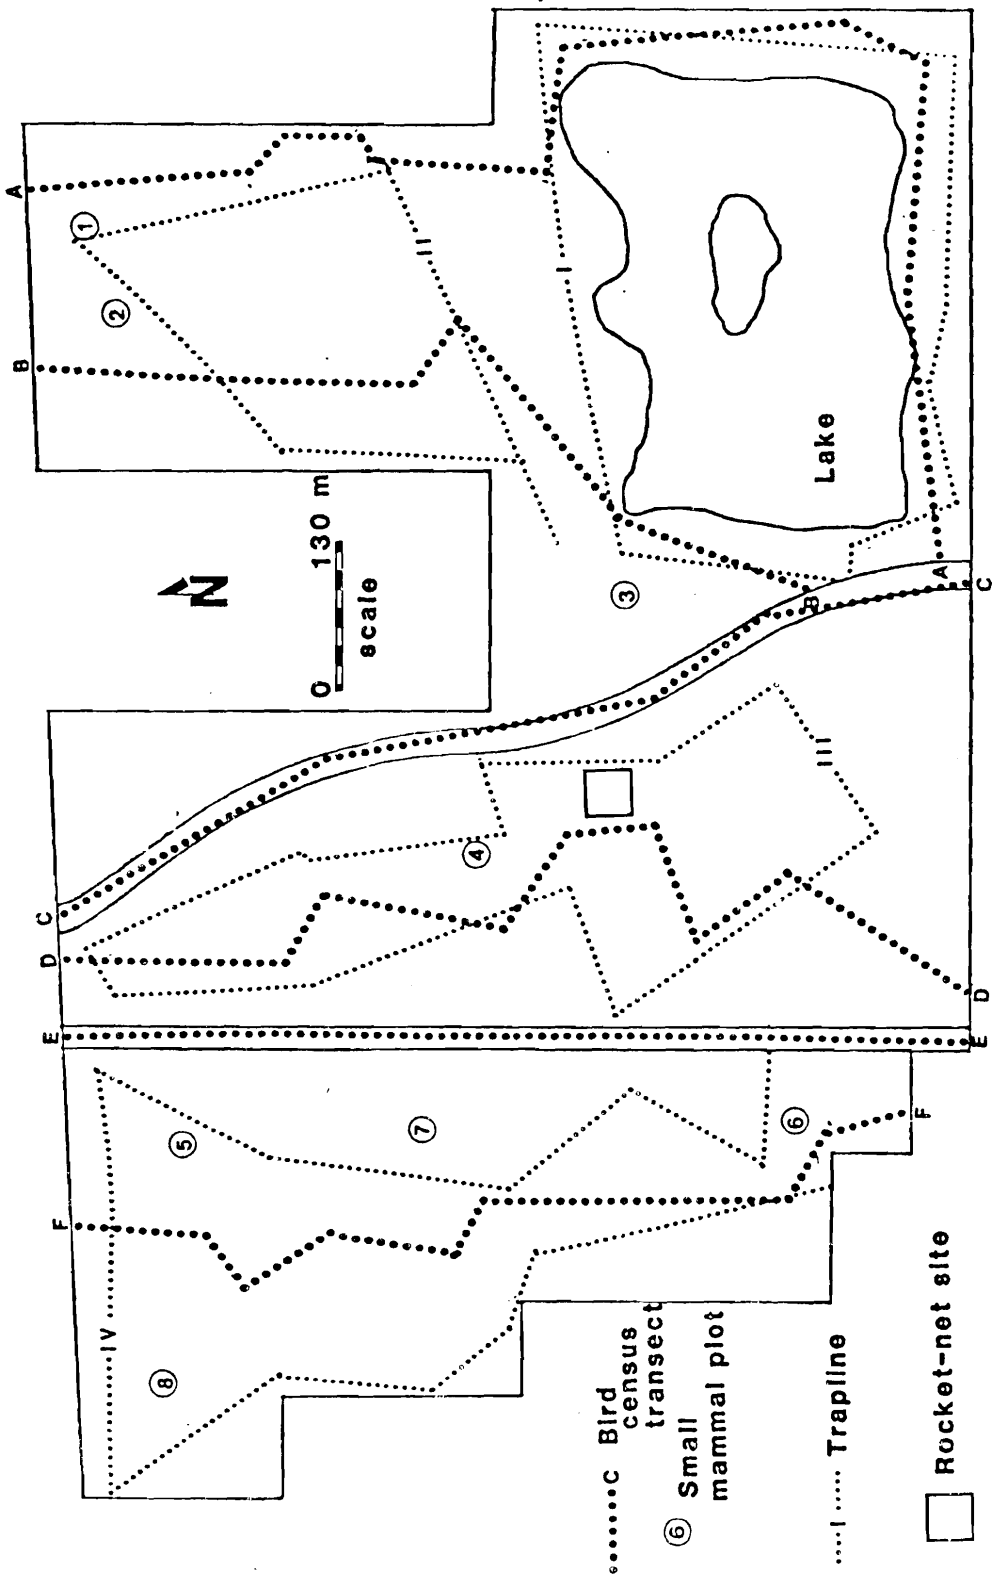 A
B
C
D
E
F
1
2
3
4
5
6
7
8
I
II
III
IV
N
0 130 m
scale
Lake
A
B
C
D
E
F
C Bird
census
transect
6 Small
mammal plot
I Trapline
Rocket-net site